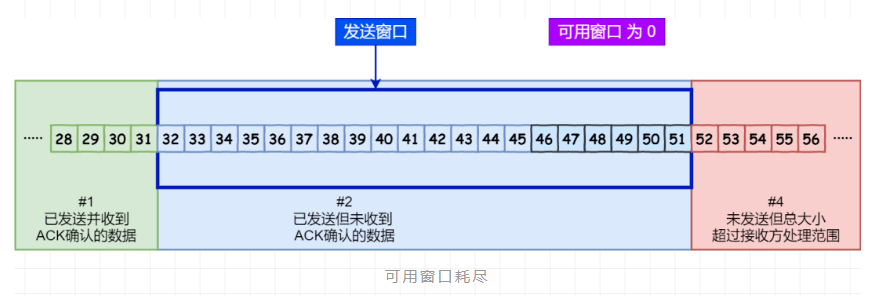 发送窗口
可用窗口 为 0
····· 28 29 30 31 32 33 34 35 36 37 38 39 40 41 42 43 44 45 46 47 48 49 50 51 52 53 54 55 56 ·····
#1
已发送并收到
ACK确认的数据
#2
已发送但未收到
ACK确认的数据
#4
未发送但总大小
超过接收方处理范围
可用窗口耗尽